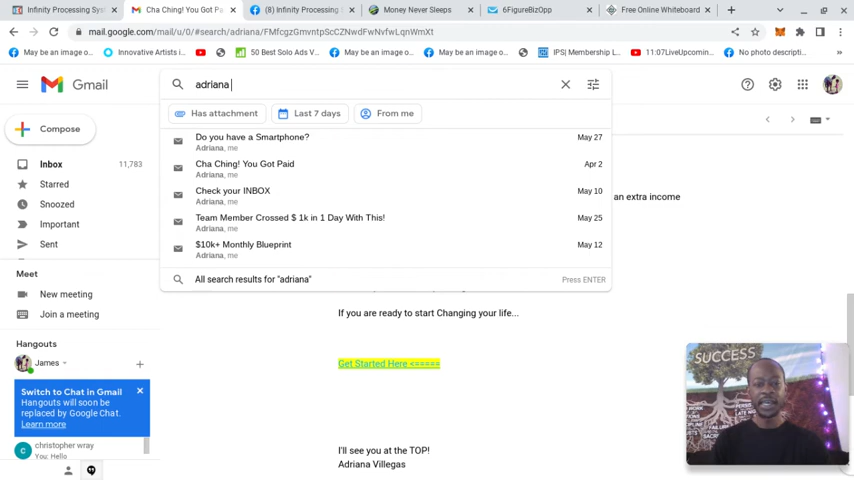 Infinity Processing Syst
Cha Ching! You Got Paid
(8) Infinity Processing
Money Never Sleeps
6FigureBizOpp
Free Online Whiteboard
mail.google.com/mail/u/0/#search/adriana/FMfcgzGmvntpScCZNwdFwNvfwLqnWmXt
May be an image o...
Innovative Artists i...
50 Best Solo Ads V...
May be an image o...
May be an image o...
IPS| Membership L...
11:07LiveUpcomin...
No photo descripti...
Gmail
adriana
Has attachment
Last 7 days
From me
Compose
Do you have a Smartphone?
May 27
Adriana, me
Inbox
11,783
Cha Ching! You Got Paid
Apr 2
Adriana, me
Starred
Check your INBOX
May 10
Adriana, me
an extra income
Snoozed
Important
Team Member Crossed $ 1k in 1 Day With This!
May 25
Adriana, me
Sent
$10k+ Monthly Blueprint
May 12
Adriana, me
Meet
All search results for "adriana"
Press ENTER
New meeting
Join a meeting
If you are ready to start Changing your life...
Hangouts
James
Get Started Here <=====
Switch to Chat in Gmail
Hangouts will soon be
replaced by Google Chat.
Learn more
christopher wray
You: Hello
I'll see you at the TOP!
Adriana Villegas
SUCCESS